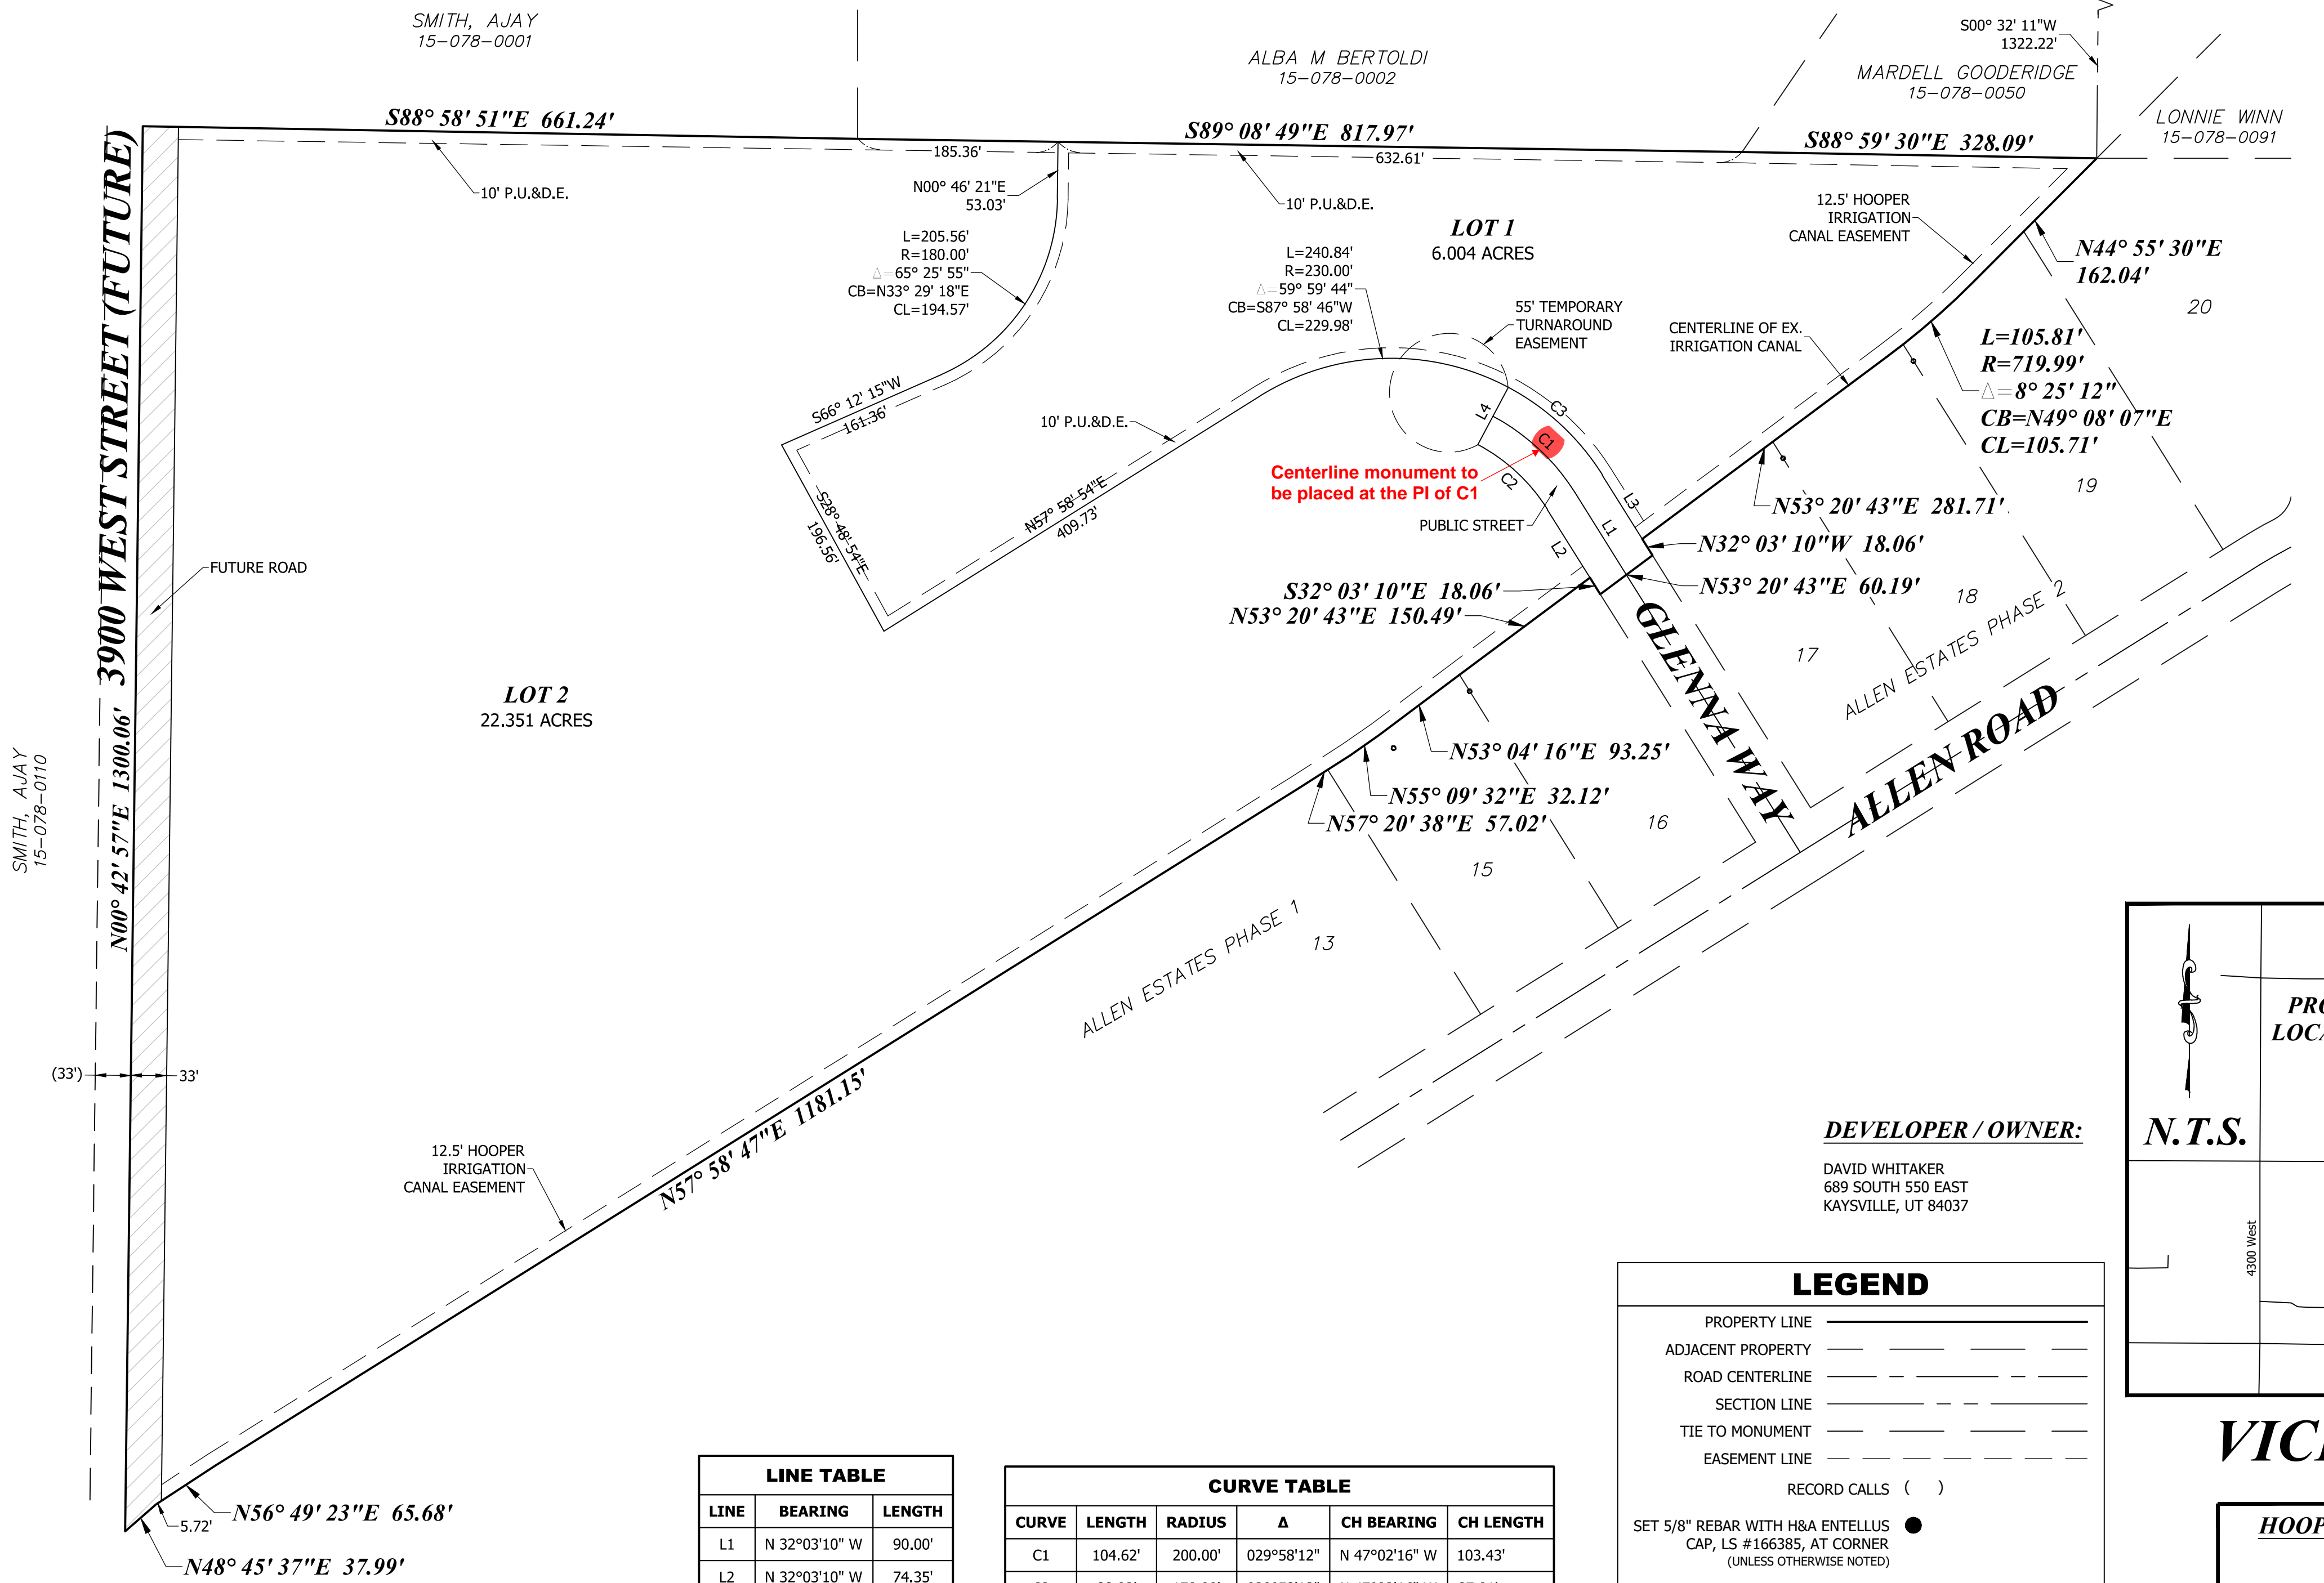 SMITH, AJAY
15-078-0001
ALBA M BERTOLDI
15-078-0002
S00° 32' 11"W
1322.22'
MARDELL GOODERIDGE
15-078-0050
LONNIE WINN
15-078-0091
S88° 58' 51"E 661.24'
S89° 08' 49"E 817.97'
S88° 59' 30"E 328.09'
185.36'
632.61'
10' P.U.&D.E.
10' P.U.&D.E.
N00° 46' 21"E
53.03'
L=205.56'
R=180.00'
Δ=65° 25' 55"
CB=N33° 29' 18"E
CL=194.57'
L=240.84'
R=230.00'
Δ=59° 59' 44"
CB=S87° 58' 46"W
CL=229.98'
LOT 1
6.004 ACRES
12.5' HOOPER
IRRIGATION
CANAL EASEMENT
N44° 55' 30"E
162.04'
20
55' TEMPORARY
TURNAROUND
EASEMENT
CENTERLINE OF EX.
IRRIGATION CANAL
L=105.81'
R=719.99'
Δ=8° 25' 12"
CB=N49° 08' 07"E
CL=105.71'
3900 WEST STREET (FUTURE)
S66° 12' 15"W
161.36'
10' P.U.&D.E.
L4
C3
C1
C2
L3
L1
L2
Centerline monument to
be placed at the PI of C1
PUBLIC STREET
S28° 48' 54"E
196.56'
N57° 58' 54"E
409.73'
19
N53° 20' 43"E 281.71'
N32° 03' 10"W 18.06'
N53° 20' 43"E 60.19'
S32° 03' 10"E 18.06'
N53° 20' 43"E 150.49'
FUTURE ROAD
18
17
ALLEN ESTATES PHASE 2
GLENNA WAY
ALLEN ROAD
LOT 2
22.351 ACRES
N53° 04' 16"E 93.25'
N55° 09' 32"E 32.12'
N57° 20' 38"E 57.02'
16
15
13
ALLEN ESTATES PHASE 1
SMITH, AJAY
15-078-0110
N00° 42' 57"E 1300.06'
(33')
33'
N57° 58' 47"E 1181.15'
12.5' HOOPER
IRRIGATION
CANAL EASEMENT
N56° 49' 23"E 65.68'
5.72'
N48° 45' 37"E 37.99'
DEVELOPER / OWNER:
DAVID WHITAKER
689 SOUTH 550 EAST
KAYSVILLE, UT 84037
N.T.S.
PRO
LOCA
4300 West
VICI
HOOP
LEGEND
PROPERTY LINE
ADJACENT PROPERTY
ROAD CENTERLINE
SECTION LINE
TIE TO MONUMENT
EASEMENT LINE
RECORD CALLS ( )
SET 5/8" REBAR WITH H&A ENTELLUS
CAP, LS #166385, AT CORNER
(UNLESS OTHERWISE NOTED)
LINE TABLE
LINE BEARING LENGTH
L1 N 32°03'10" W 90.00'
L2 N 32°03'10" W 74.35'
CURVE TABLE
CURVE LENGTH RADIUS Δ CH BEARING CH LENGTH
C1 104.62' 200.00' 029°58'12" N 47°02'16" W 103.43'